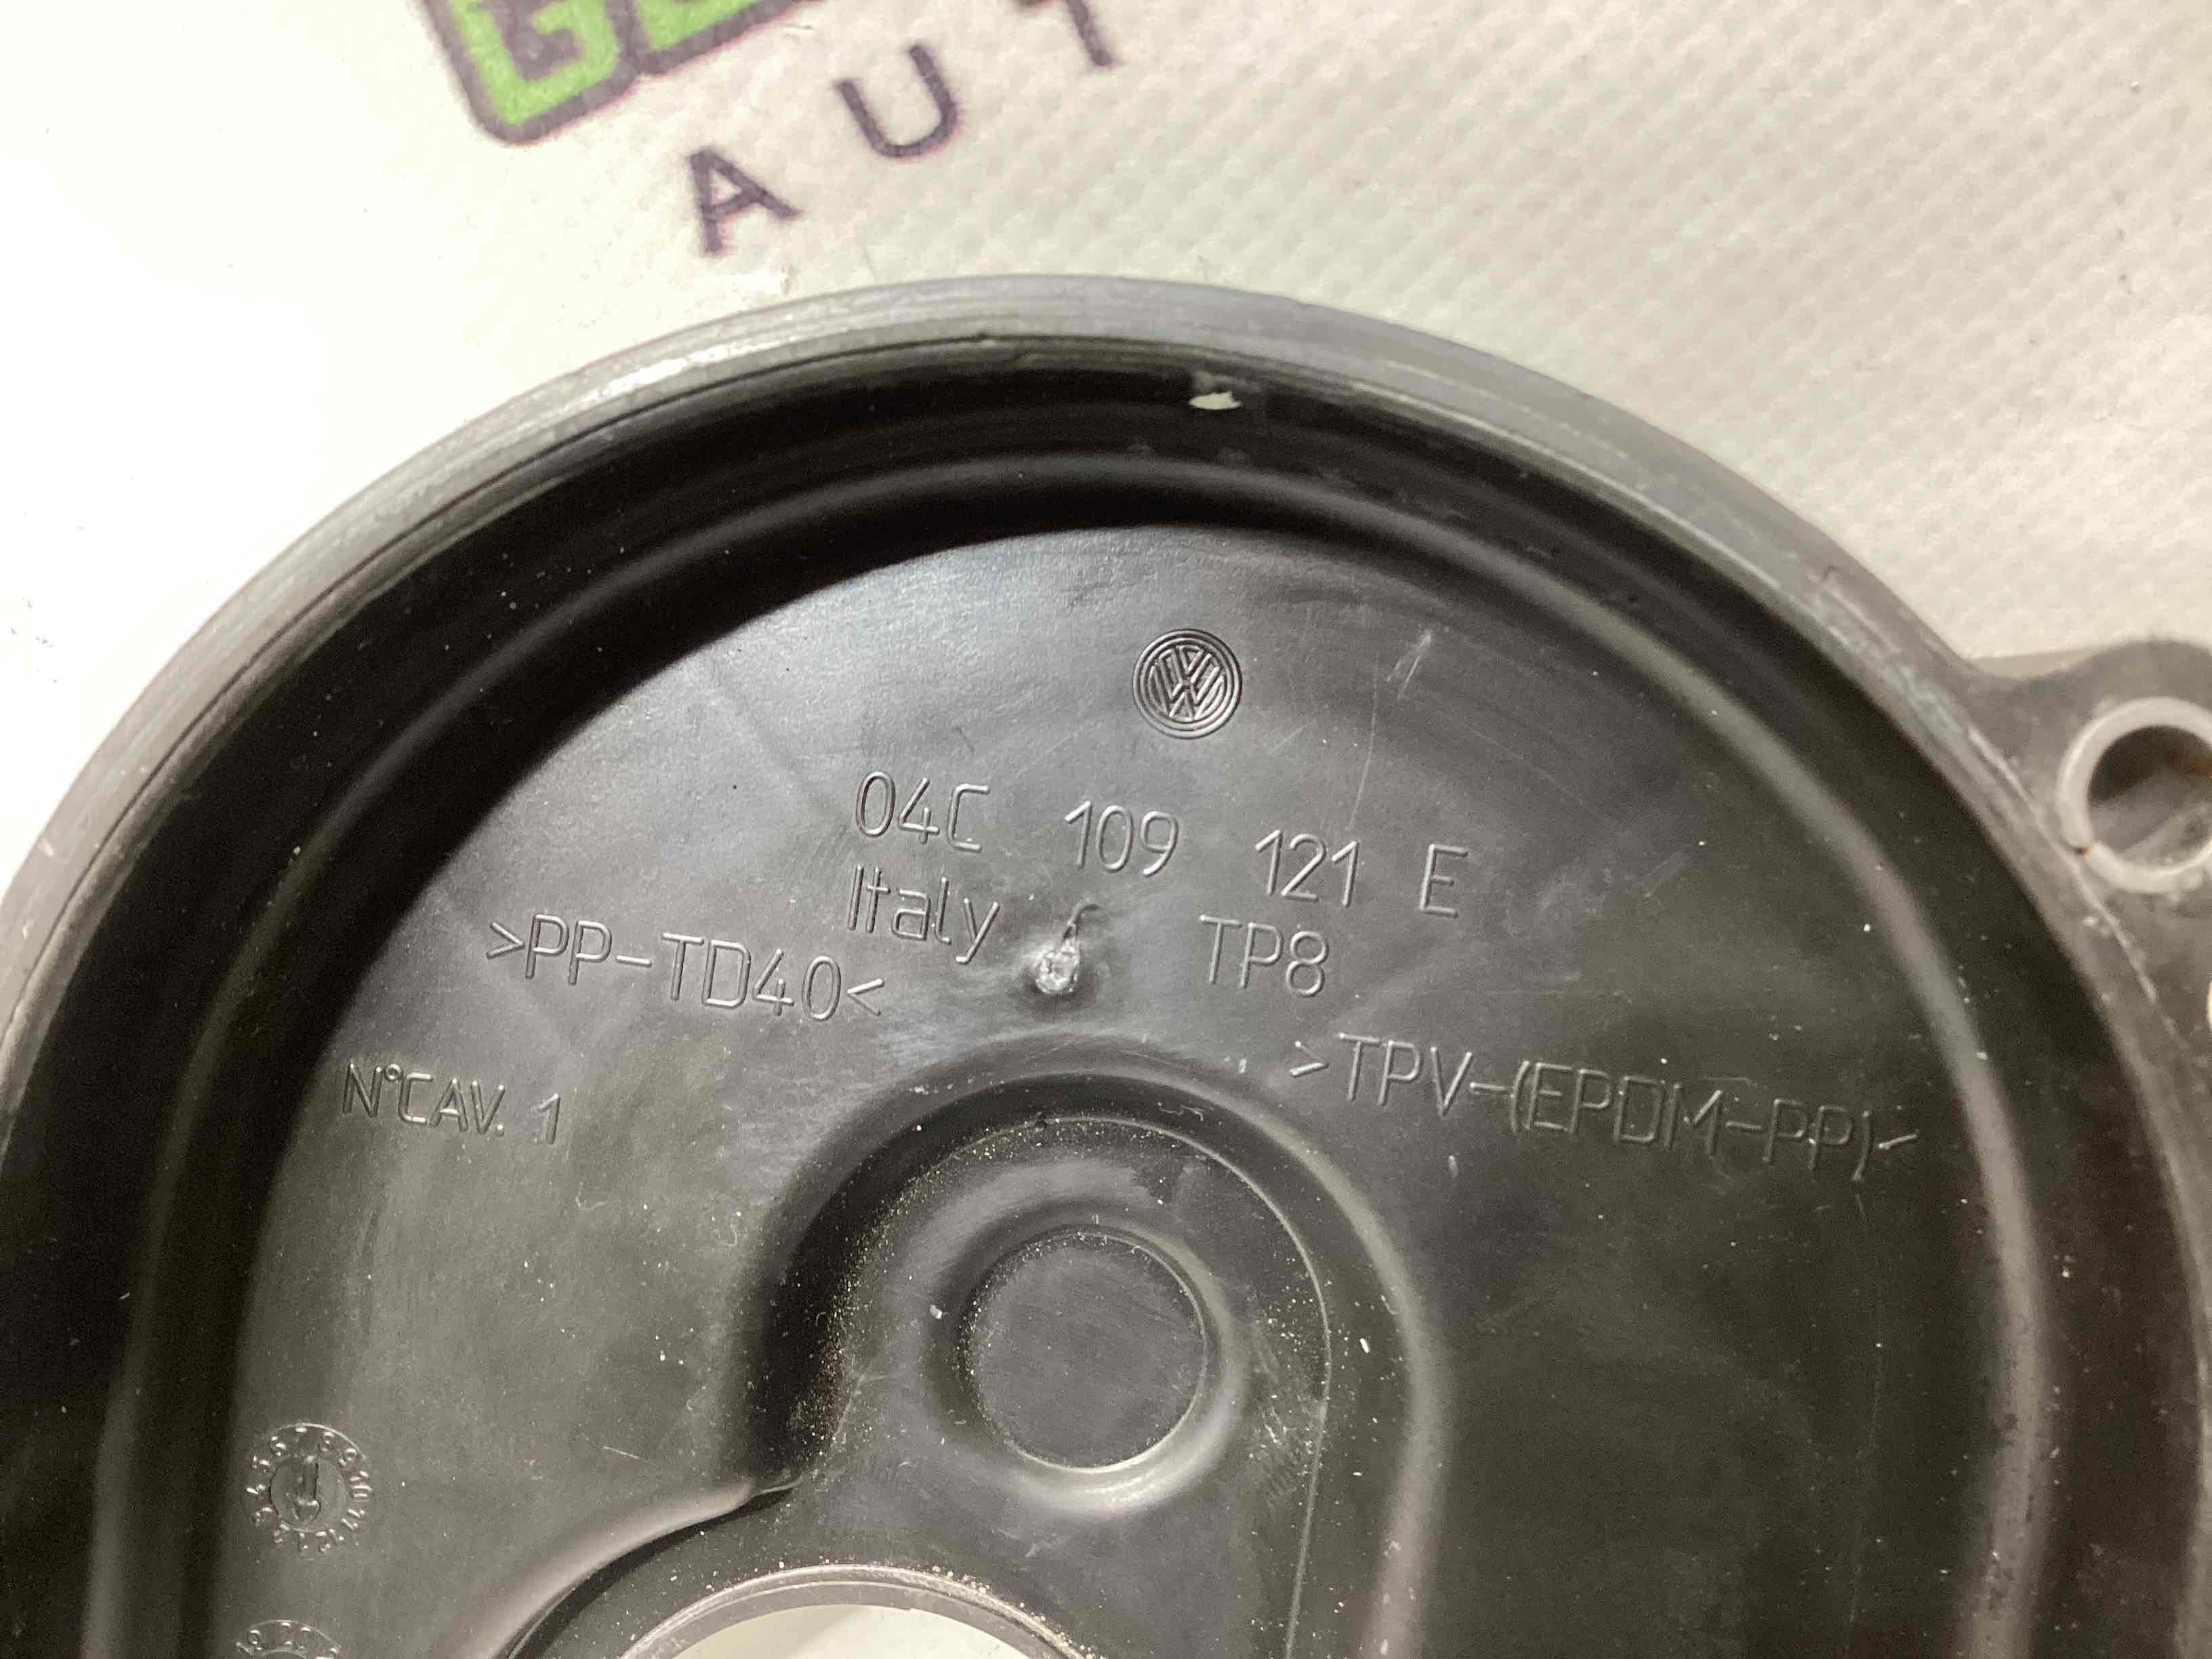 AUT
04C 109 121 E
Italy TP8
>PP-TD40<
>TPV-(EPDM-PP)<
N°CAV. 1